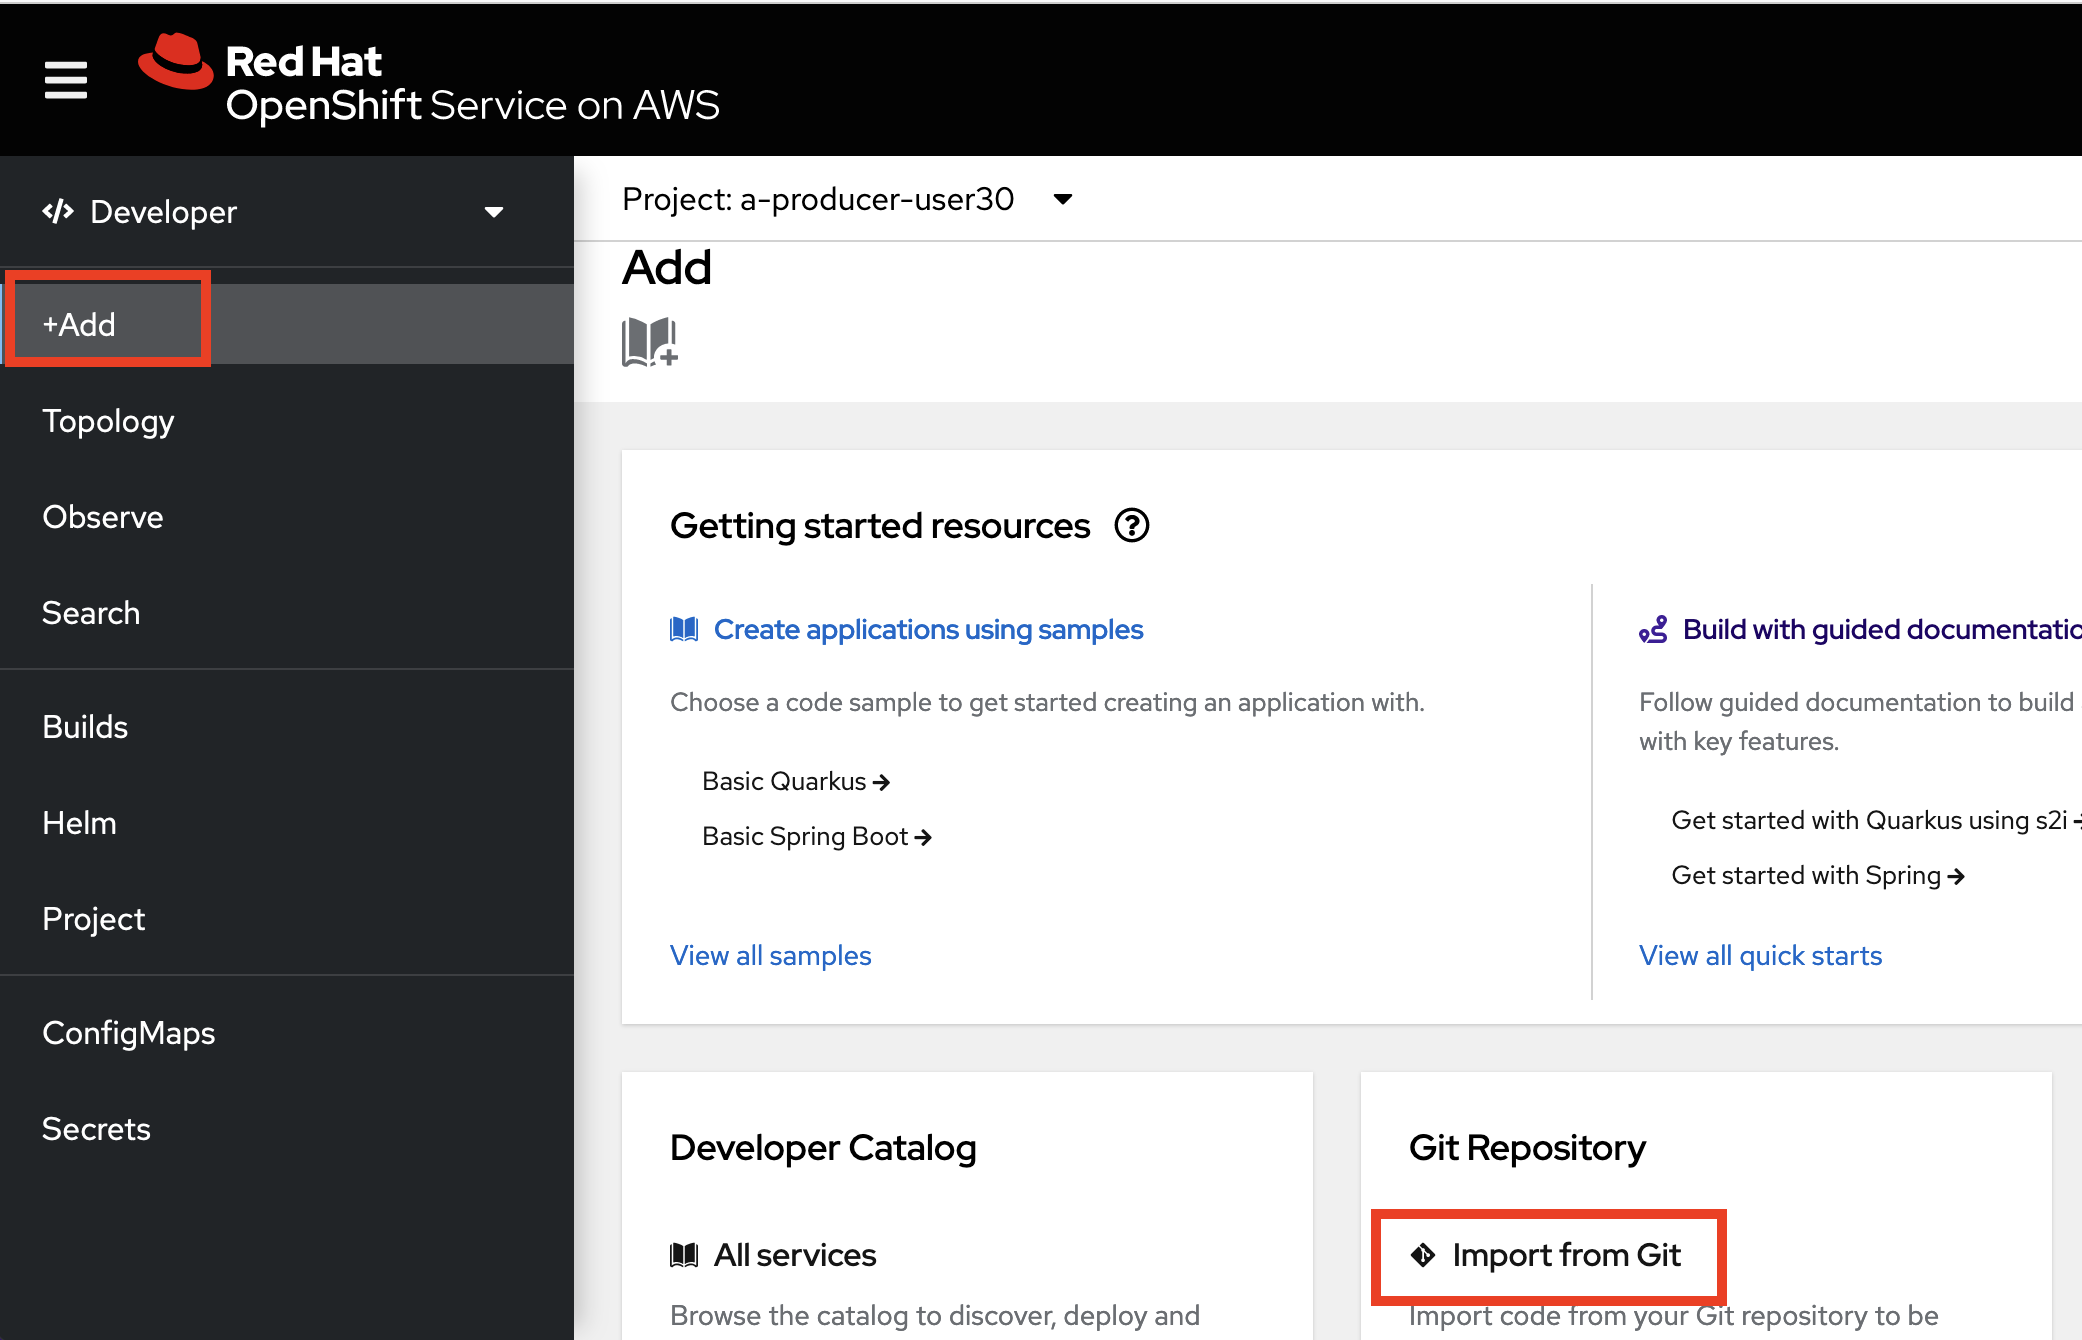 Red Hat
OpenShift Service on AWS
Developer
+Add
Topology
Observe
Search
Builds
Helm
Project
ConfigMaps
Secrets
Project: a-producer-user30
Add
Getting started resources
Create applications using samples
Choose a code sample to get started creating an application with.
Basic Quarkus
Basic Spring Boot
View all samples
Build with guided documentatio
Follow guided documentation to build
with key features.
Get started with Quarkus using s2i
Get started with Spring
View all quick starts
Developer Catalog
All services
Browse the catalog to discover, deploy and
Git Repository
Import from Git
Import code from your Git repository to be